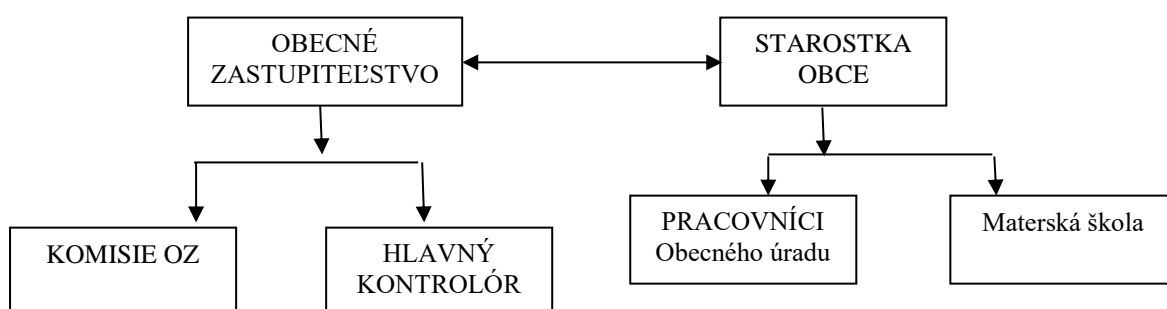 OBECNÉ
ZASTUPITEĽSTVO
STAROSTKA
OBCE
KOMISIE OZ
HLAVNÝ
KONTROLÓR
PRACOVNÍCI
Obecného úradu
Materská škola